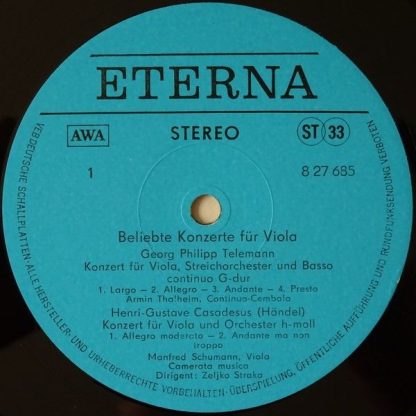 ETERNA
AWA
STEREO
ST 33
1
8 27 685
Beliebte Konzerte für Viola
Georg Philipp Telemann
Konzert für Viola, Streichorchester und Basso
continuo G-dur
1. Largo – 2. Allegro – 3. Andante – 4. Presto
Armin Thalheim, Continuo-Cembalo
Henri-Gustave Casadesus (Händel)
Konzert für Viola und Orchester h-moll
1. Allegro moderato – 2. Andante ma non
troppo
Manfred Schumann, Viola
Camerata musica
Dirigent: Zeljko Straka
VEB DEUTSCHE SCHALLPLATTEN · ALLE HERSTELLER- UND URHEBERRECHTE VORBEHALTEN · ÜBERSPIELUNG, ÖFFENTLICHE AUFFÜHRUNG UND RUNDFUNKSENDUNG VERBOTEN